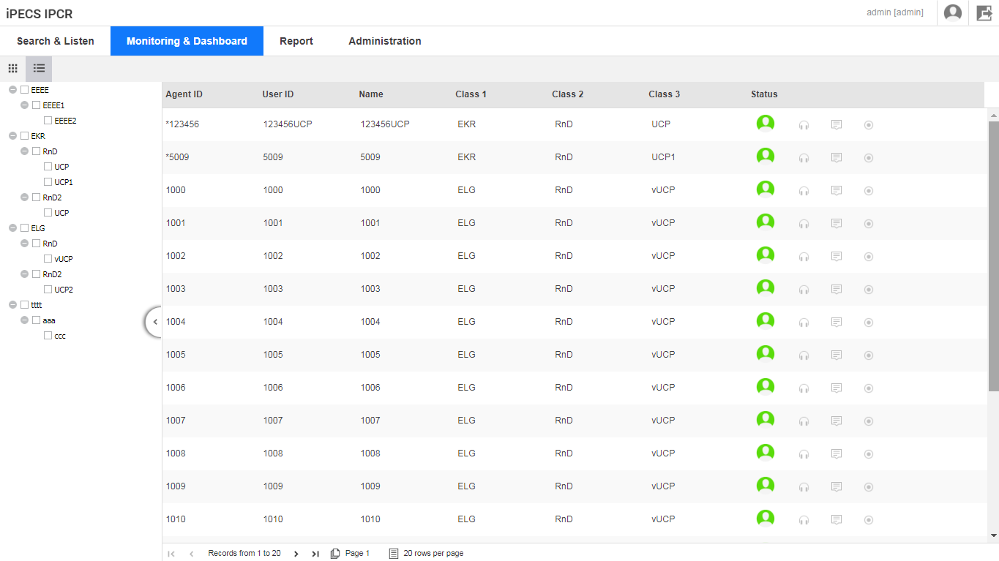 iPECS IPCR
admin [admin]
Search & Listen Monitoring & Dashboard Report Administration
EEEE
EEEE1
EEEE2
EKR
RnD
UCP
UCP1
RnD2
UCP
ELG
RnD
vUCP
RnD2
UCP2
tttt
aaa
ccc
Agent ID User ID Name Class 1 Class 2 Class 3 Status
*123456 123456UCP 123456UCP EKR RnD UCP
*5009 5009 5009 EKR RnD UCP1
1000 1000 1000 ELG RnD vUCP
1001 1001 1001 ELG RnD vUCP
1002 1002 1002 ELG RnD vUCP
1003 1003 1003 ELG RnD vUCP
1004 1004 1004 ELG RnD vUCP
1005 1005 1005 ELG RnD vUCP
1006 1006 1006 ELG RnD vUCP
1007 1007 1007 ELG RnD vUCP
1008 1008 1008 ELG RnD vUCP
1009 1009 1009 ELG RnD vUCP
1010 1010 1010 ELG RnD vUCP
Records from 1 to 20 Page 1 20 rows per page